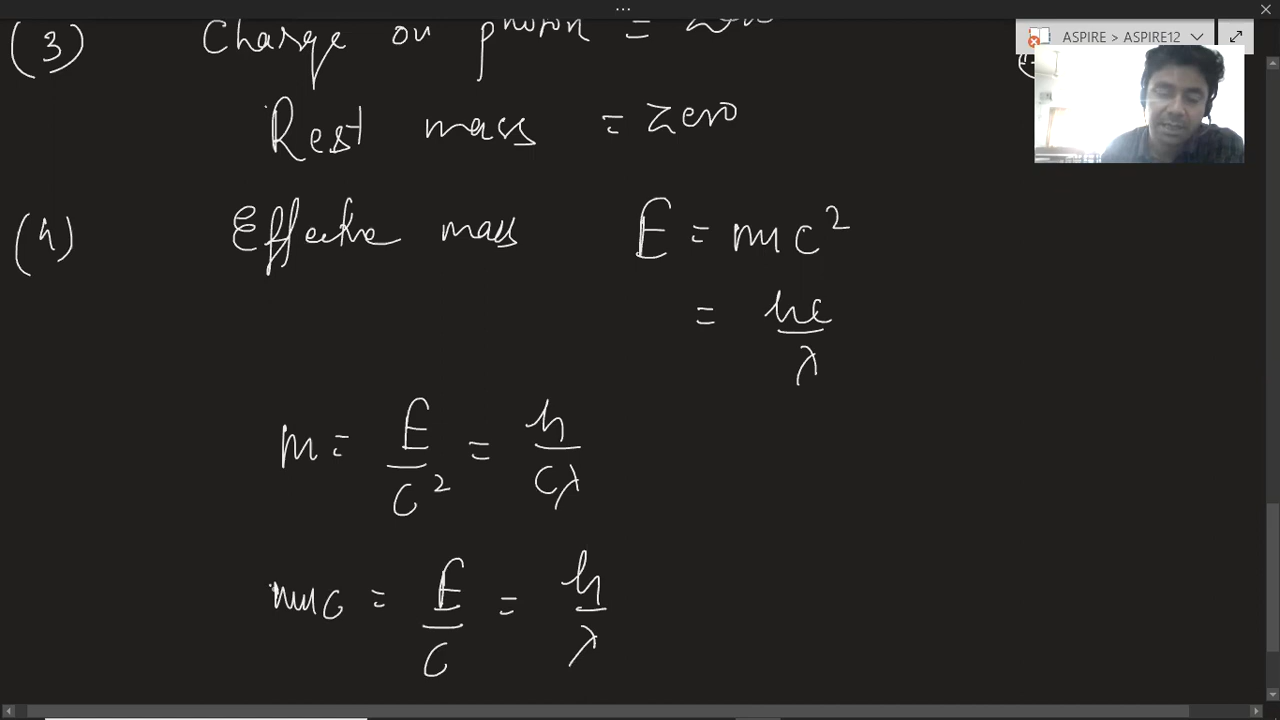 (3) Charge on photon = zero
ASPIRE > ASPIRE12
Rest mass = zero
(4) Effective mass E = mc²
= hc/λ
m = E/c² = h/cλ
mc = E/c = h/λ